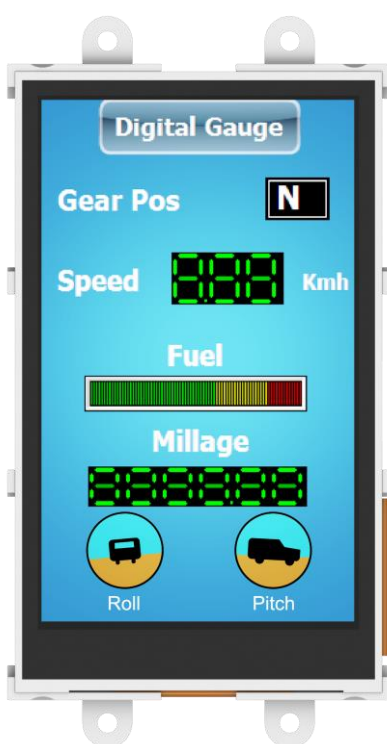 Digital Gauge
Gear Pos N
Speed Kmh
Fuel
Millage
Roll Pitch